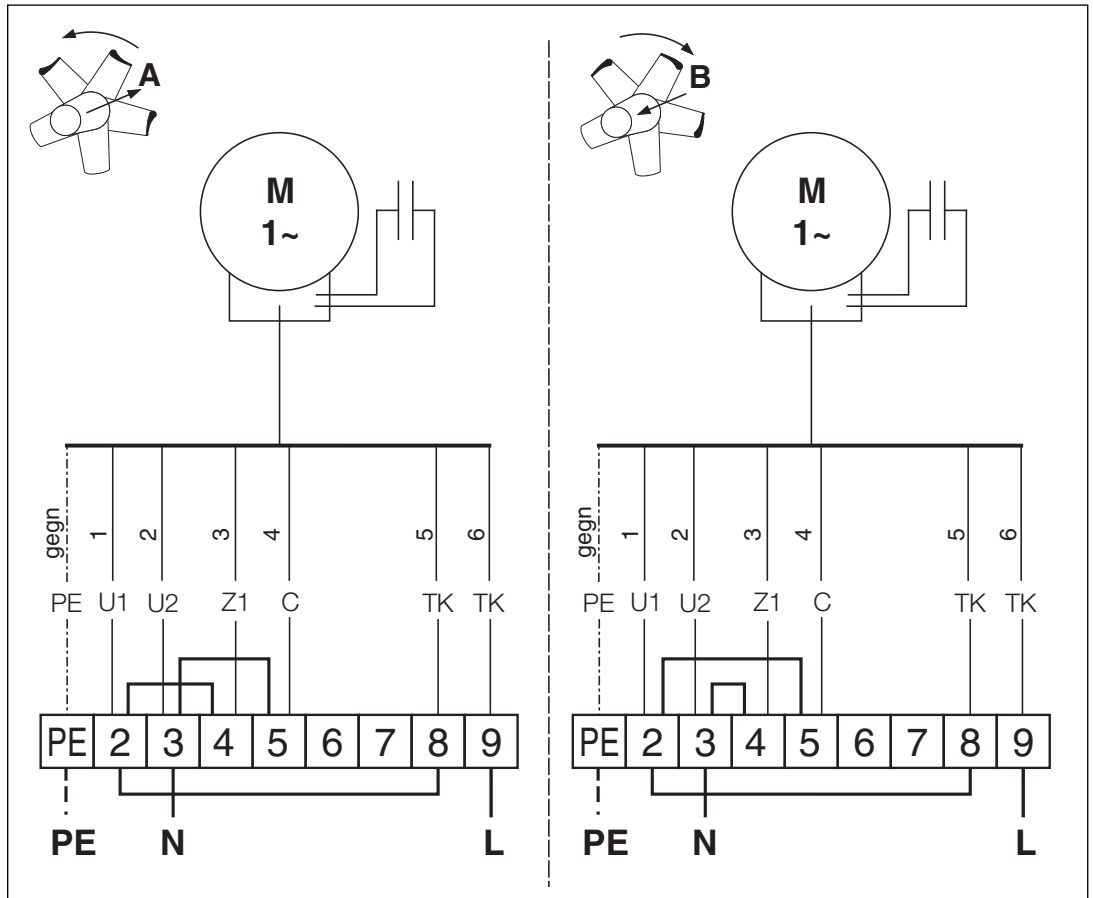 A
M
1~
gegn 1 2 3 4 5 6
PE U1 U2 Z1 C TK TK
PE 2 3 4 5 6 7 8 9
PE N L
B
M
1~
gegn 1 2 3 4 5 6
PE U1 U2 Z1 C TK TK
PE 2 3 4 5 6 7 8 9
PE N L